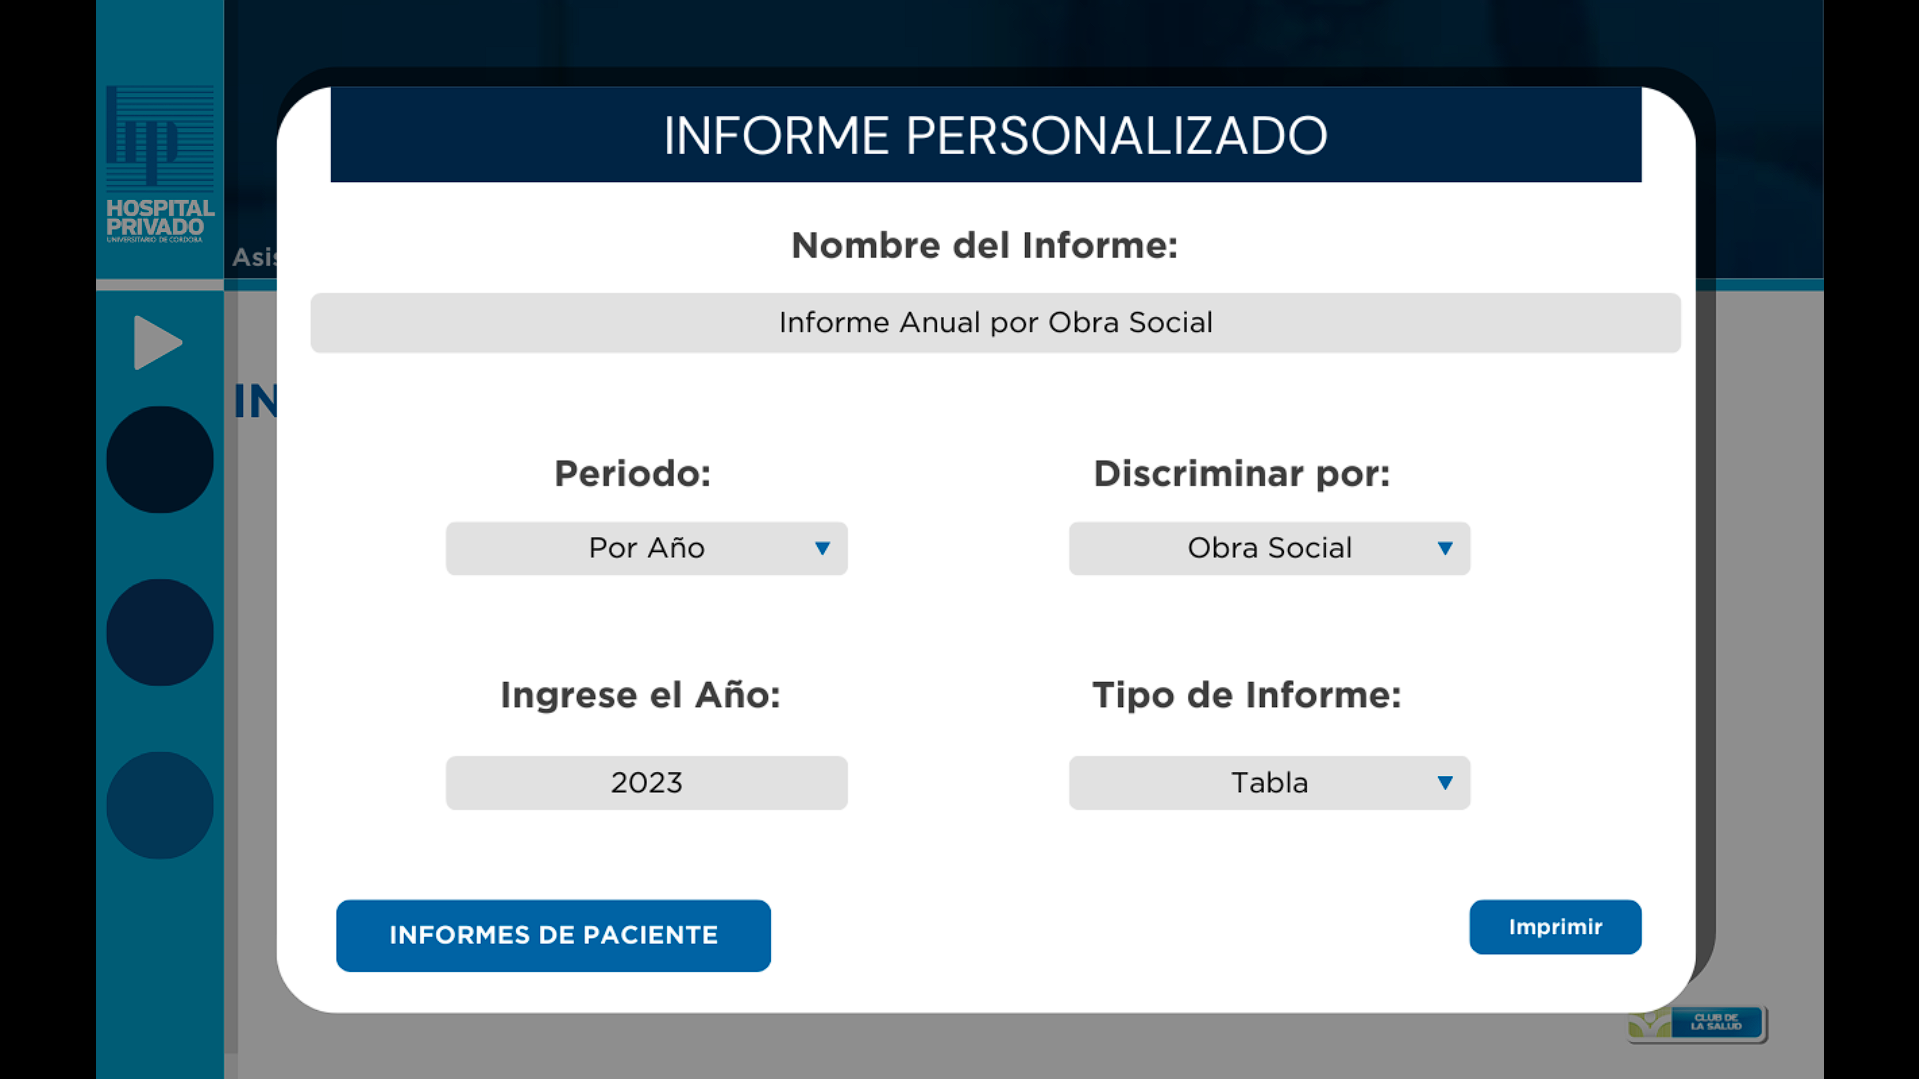 HOSPITAL
PRIVADO
UNIVERSITARIO DE CÓRDOBA
Asis
IN
INFORME PERSONALIZADO
Nombre del Informe:
Informe Anual por Obra Social
Periodo:
Discriminar por:
Por Año
Obra Social
Ingrese el Año:
Tipo de Informe:
2023
Tabla
INFORMES DE PACIENTE
Imprimir
CLUB DE
LA SALUD